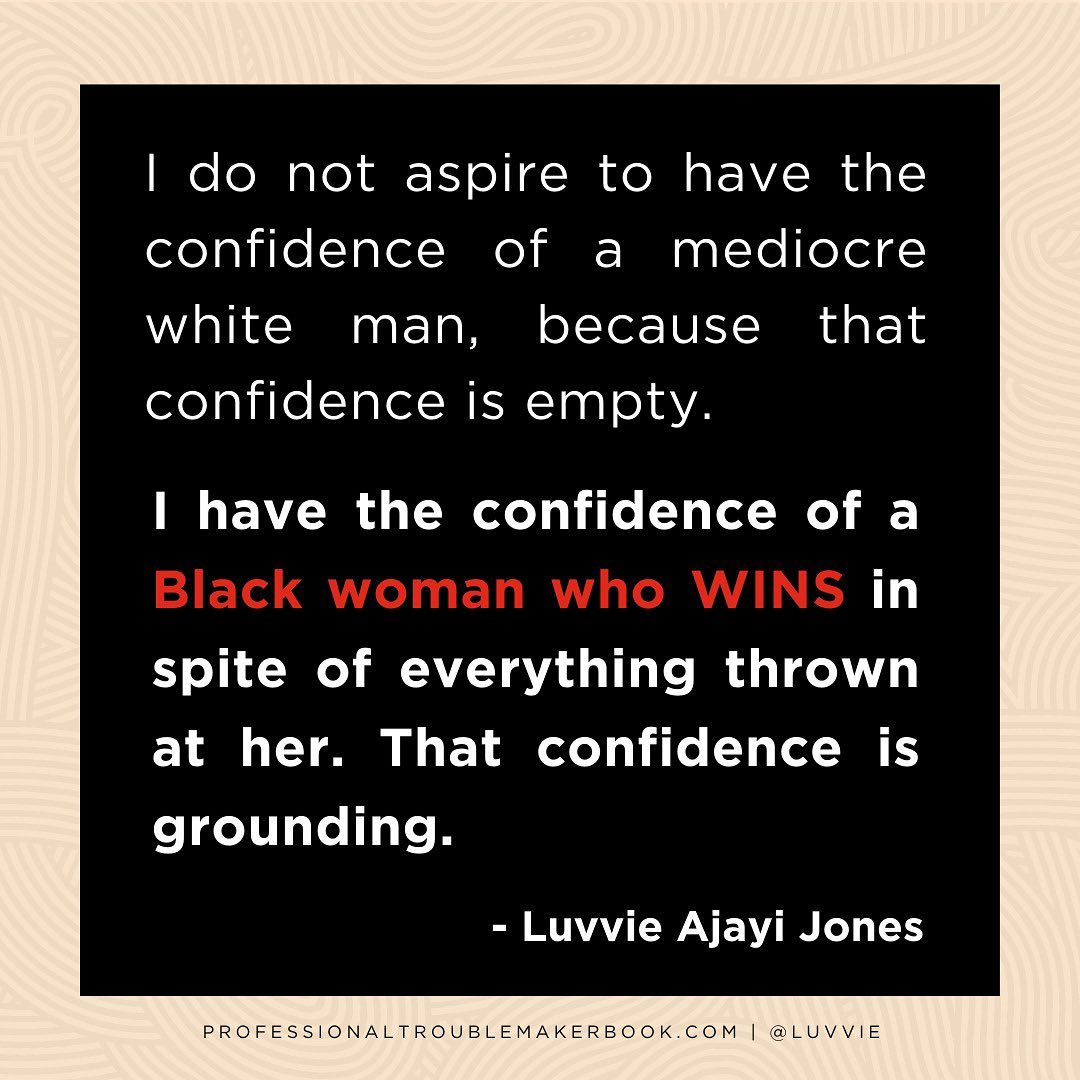 I do not aspire to have the
confidence of a mediocre
white man, because that
confidence is empty.
I have the confidence of a
Black woman who WINS in
spite of everything thrown
at her. That confidence is
grounding.
- Luvvie Ajayi Jones
PROFESSIONALTROUBLEMAKERBOOK.COM | @LUVVIE